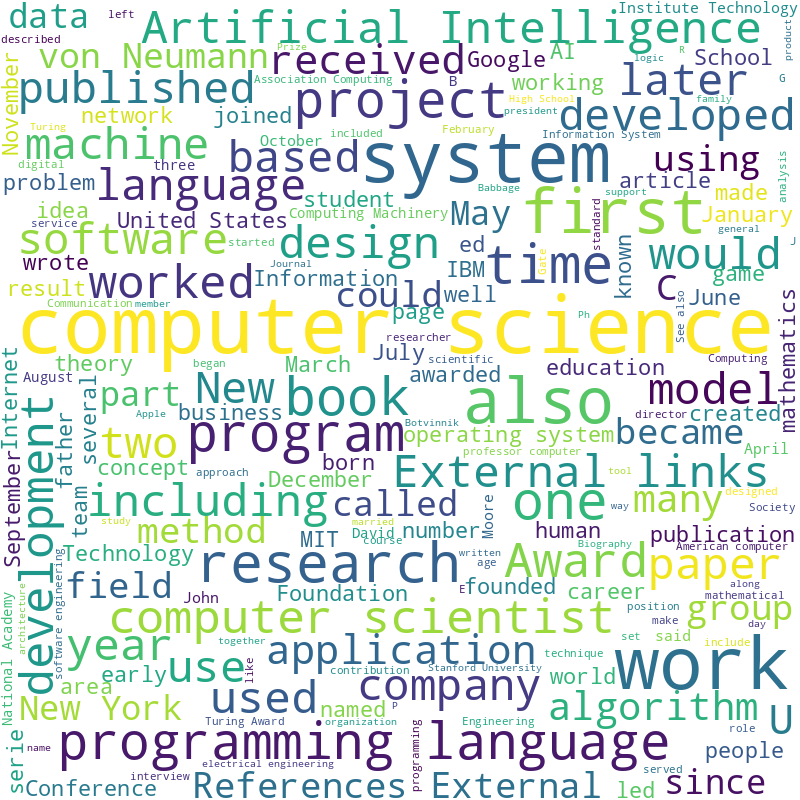 left
Institute Technology
data
Artificial Intelligence
described
Prize
logic
R
product
von Neumann
received
Google
AI
School
Association Computing
B
working
High School
G
November
published
project
later
developed
president
family
network
joined
Information System
Turing
machine
October
included
February
system
digital
based
three
using
analysis
problem
language
student
Babbage
support
article
made
idea
United States
Computing Machinery
May
first
January
service
software
started
design
ed
standard
known
would
general
J
wrote
Journal
time
Gate
game
result
worked
Information
could
IBM
well
C
June
See also
Communication
member
page
Ph
computer science
researcher
mathematics
theory
March
July
scientific
Computing
Internet
August
began
awarded
education
several
part
New
book
also
model
father
Apple
business
Botvinnik
director
created
two
program
operating system
became
concept
born
professor computer
April
September
development
team
approach
December
External links
tool
including
called
one
many
designed
Society
study
method
married
MIT
David
number
Moore
human
publication
course
way
Technology
research
written
Biography
American computer
software engineering
field
age
Award
paper
along
architecture
Foundation
founded
career
mathematical
National Academy
John
E
computer scientist
position
group
make
day
year
together
set
said
include
use
application
contribution
Stanford University
technique
work
early
like
world
area
used
company
algorithm
U
New York
named
P
Turing Award
organization
Engineering
role
serie
programming language
programming
people
name
electrical engineering
interview
served
Conference
References External
led
since